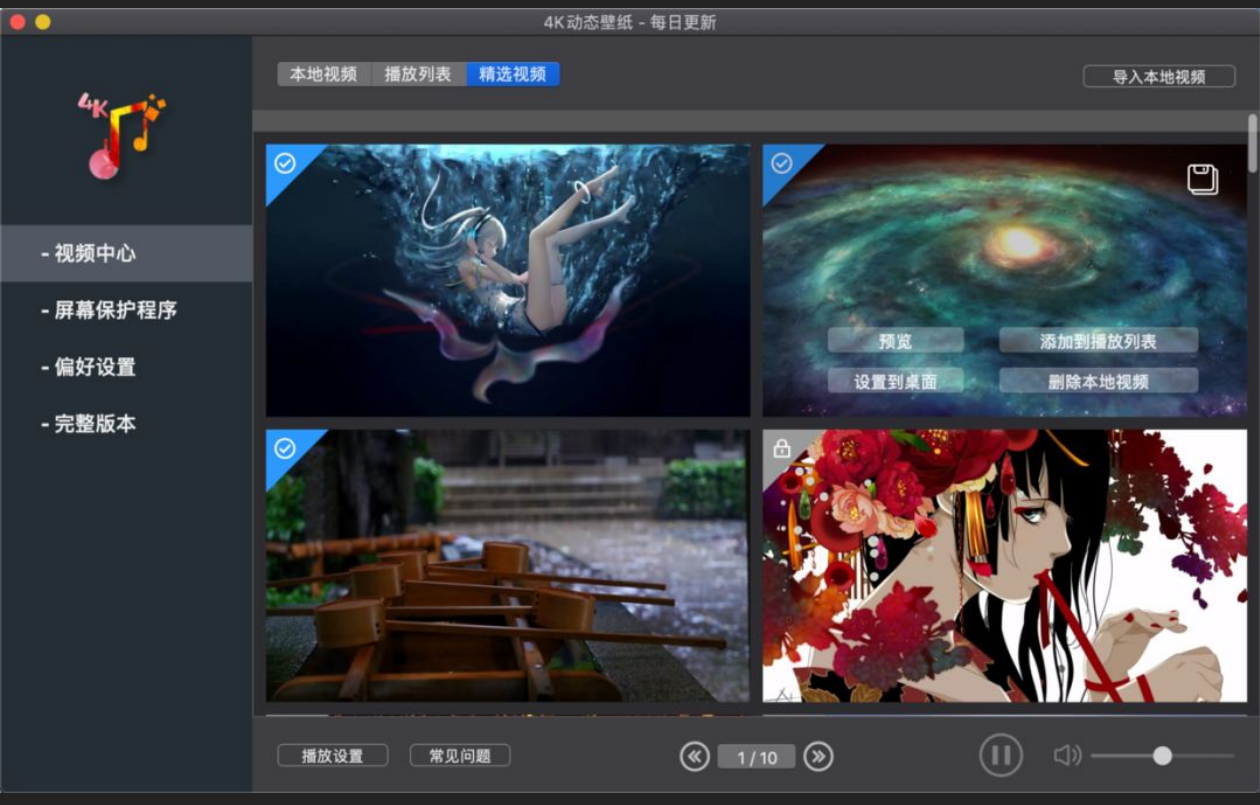 4K动态壁纸 - 每日更新
4K
本地视频 播放列表 精选视频
导入本地视频
- 视频中心
- 屏幕保护程序
- 偏好设置
- 完整版本
预览 添加到播放列表
设置到桌面 删除本地视频
播放设置 常见问题
1/10